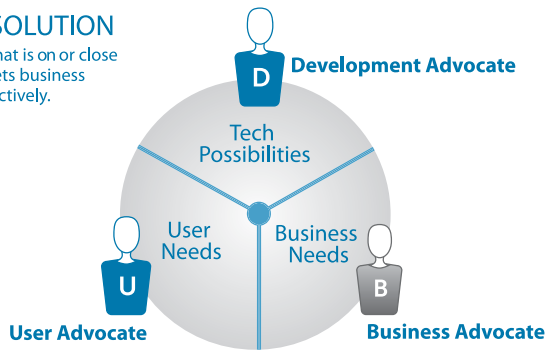 SOLUTION
hat is on or close
ets business
ctively.
D
Development Advocate
Tech
Possibilities
User
Needs
Business
Needs
U
B
User Advocate
Business Advocate